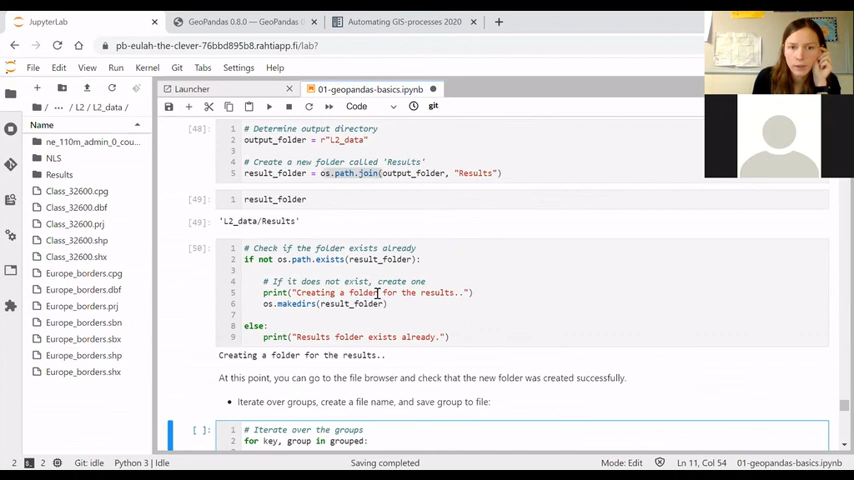 JupyterLab
GeoPandas 0.8.0 — GeoPandas 0.8
Automating GIS-processes 2020
pb-eulah-the-clever-76bbd895b8.rahtiapp.fi/lab?
File Edit View Run Kernel Git Tabs Settings Help
/ ··· / L2 / L2_data /
Name
ne_110m_admin_0_cou...
NLS
Results
Class_32600.cpg
Class_32600.dbf
Class_32600.prj
Class_32600.shp
Class_32600.shx
Europe_borders.cpg
Europe_borders.dbf
Europe_borders.prj
Europe_borders.sbn
Europe_borders.sbx
Europe_borders.shp
Europe_borders.shx
Launcher
01-geopandas-basics.ipynb
Code
git
[48]
1 # Determine output directory
2 output_folder = r"L2_data"
3
4 # Create a new folder called 'Results'
5 result_folder = os.path.join(output_folder, "Results")
[49]
1 result_folder
[49]: 'L2_data/Results'
[50]
1 # Check if the folder exists already
2 if not os.path.exists(result_folder):
3
4 # If it does not exist, create one
5 print("Creating a folder for the results..")
6 os.makedirs(result_folder)
7
8 else:
9 print("Results folder exists already.")
Creating a folder for the results..
At this point, you can go to the file browser and check that the new folder was created successfully.
• Iterate over groups, create a file name, and save group to file:
[ ]:
1 # Iterate over the groups
2 for key, group in grouped:
2
2
Git: idle
Python 3 | Idle
Saving completed
Mode: Edit
Ln 11, Col 54
01-geopandas-basics.ipynb